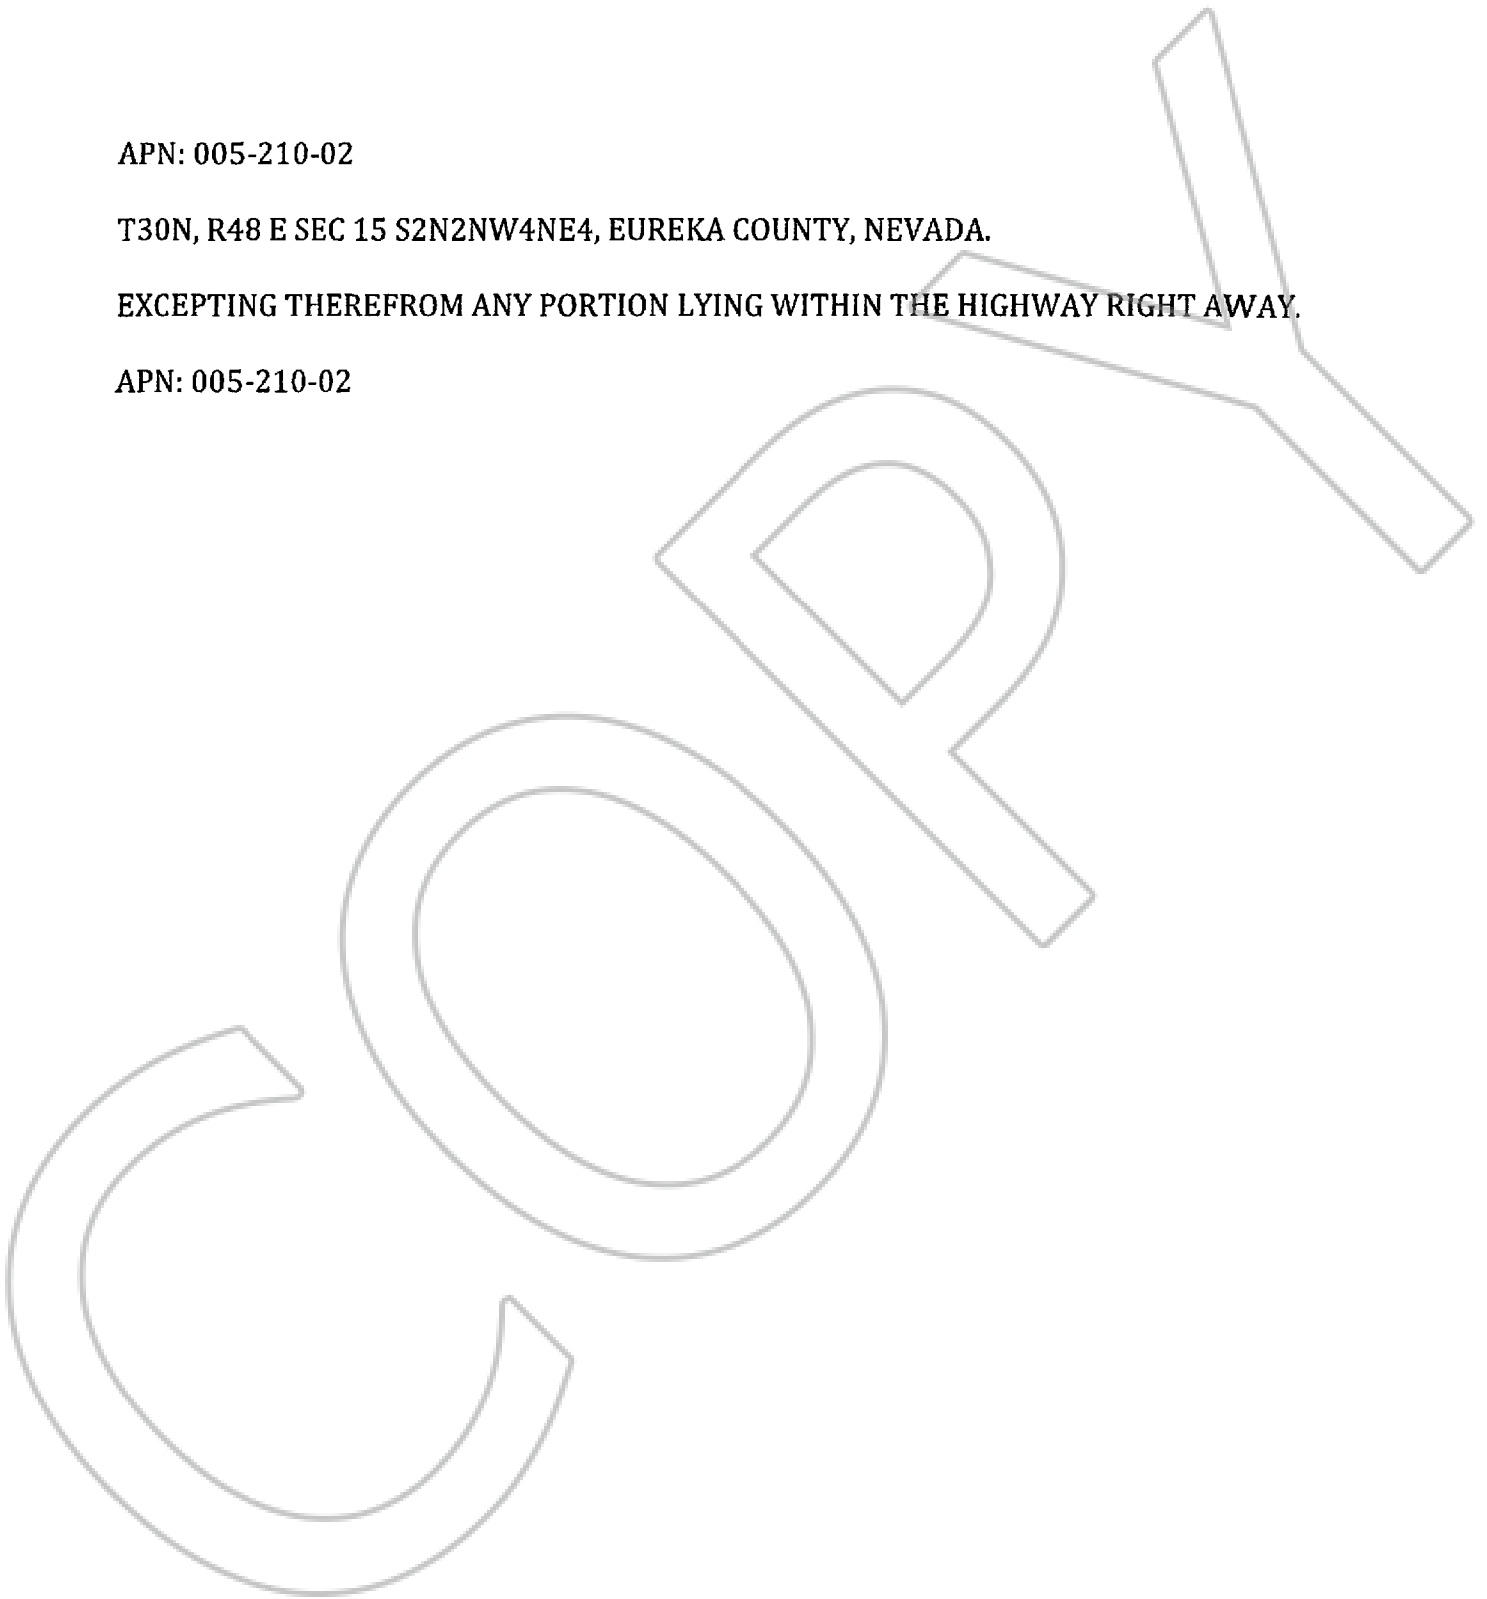 APN: 005-210-02
T30N, R48 E SEC 15 S2N2NW4NE4, EUREKA COUNTY, NEVADA.
EXCEPTING THEREFROM ANY PORTION LYING WITHIN THE HIGHWAY RIGHT AWAY.
APN: 005-210-02
COPY